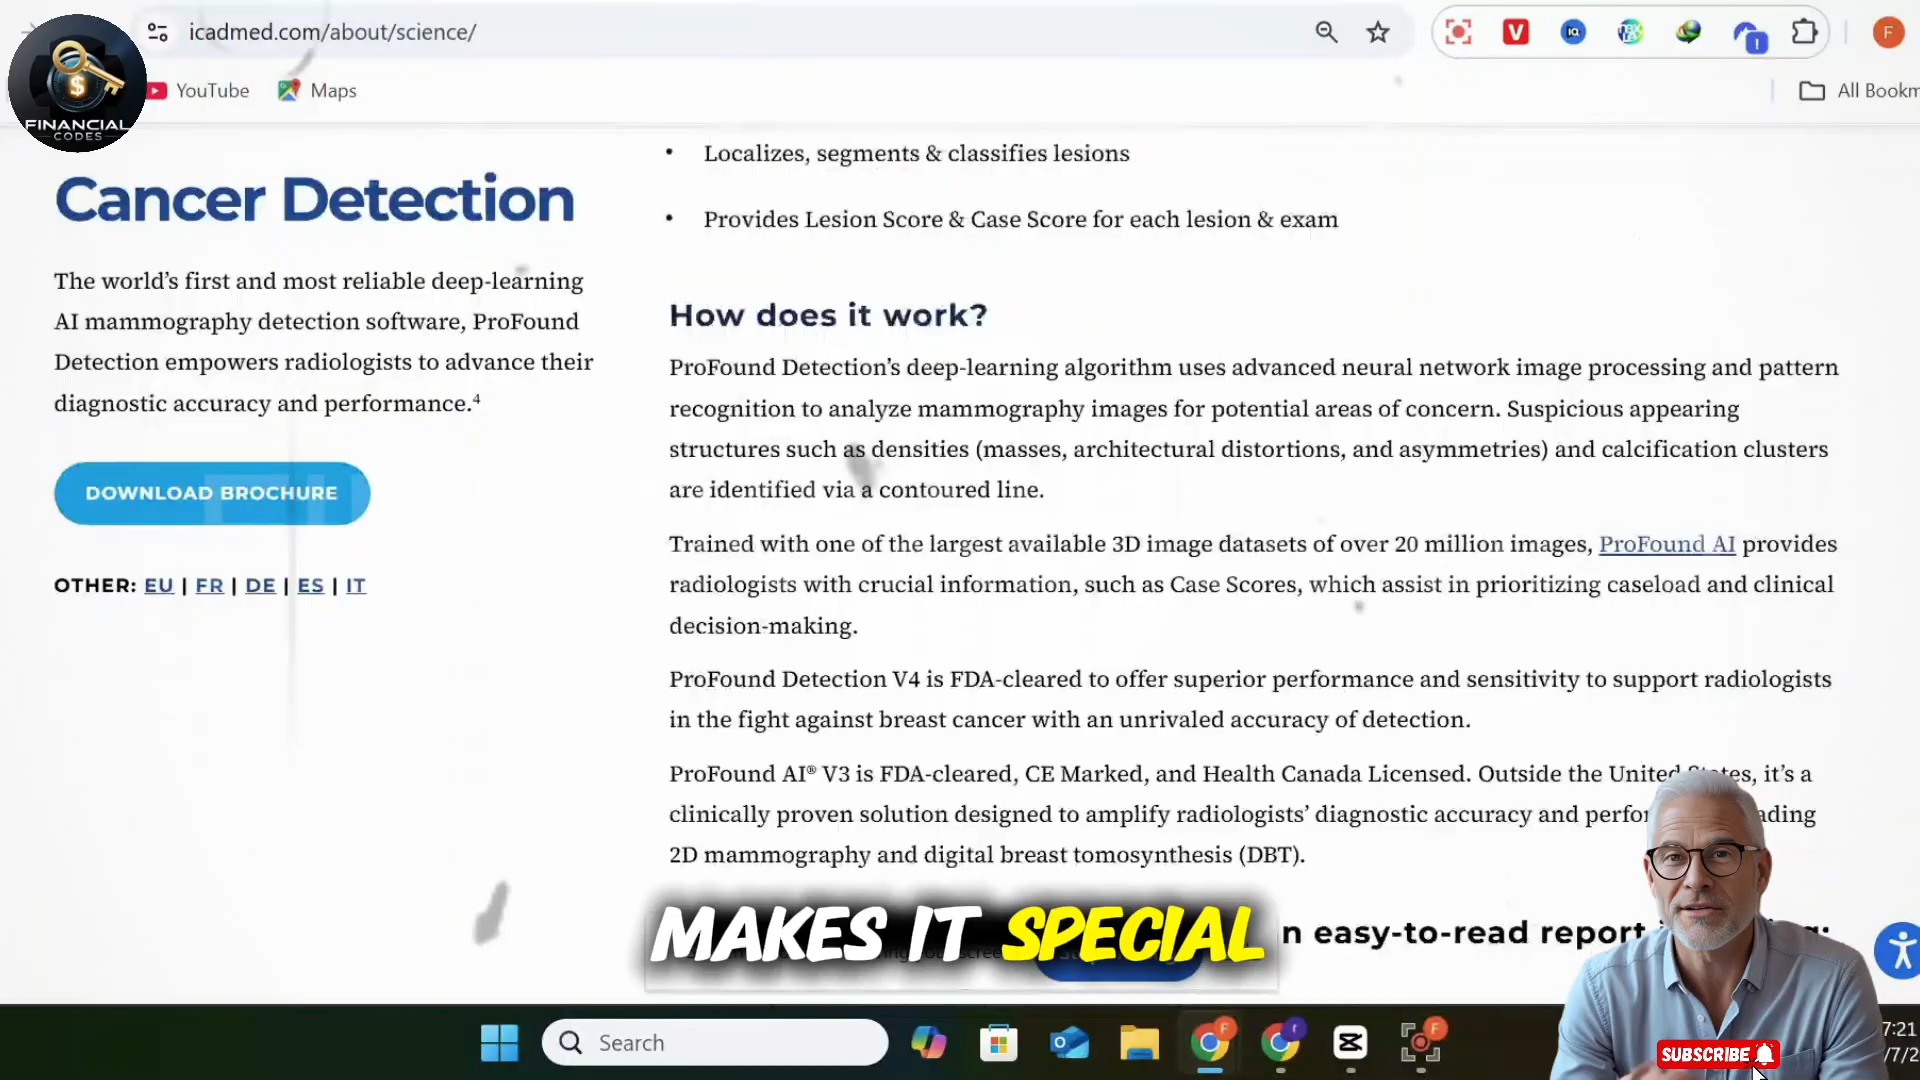 icadmed.com/about/science/
YouTube
Maps
All Bookm
FINANCIAL
CODES
Cancer Detection
The world's first and most reliable deep-learning
AI mammography detection software, ProFound
Detection empowers radiologists to advance their
diagnostic accuracy and performance.⁴
DOWNLOAD BROCHURE
OTHER: EU | FR | DE | ES | IT
• Localizes, segments & classifies lesions
• Provides Lesion Score & Case Score for each lesion & exam
How does it work?
ProFound Detection's deep-learning algorithm uses advanced neural network image processing and pattern
recognition to analyze mammography images for potential areas of concern. Suspicious appearing
structures such as densities (masses, architectural distortions, and asymmetries) and calcification clusters
are identified via a contoured line.
Trained with one of the largest available 3D image datasets of over 20 million images, ProFound AI provides
radiologists with crucial information, such as Case Scores, which assist in prioritizing caseload and clinical
decision-making.
ProFound Detection V4 is FDA-cleared to offer superior performance and sensitivity to support radiologists
in the fight against breast cancer with an unrivaled accuracy of detection.
ProFound AI® V3 is FDA-cleared, CE Marked, and Health Canada Licensed. Outside the United States, it's a
clinically proven solution designed to amplify radiologists' diagnostic accuracy and perfor ading
2D mammography and digital breast tomosynthesis (DBT).
n easy-to-read report
MAKES IT SPECIAL
Search
7:21
/7/2
SUBSCRIBE